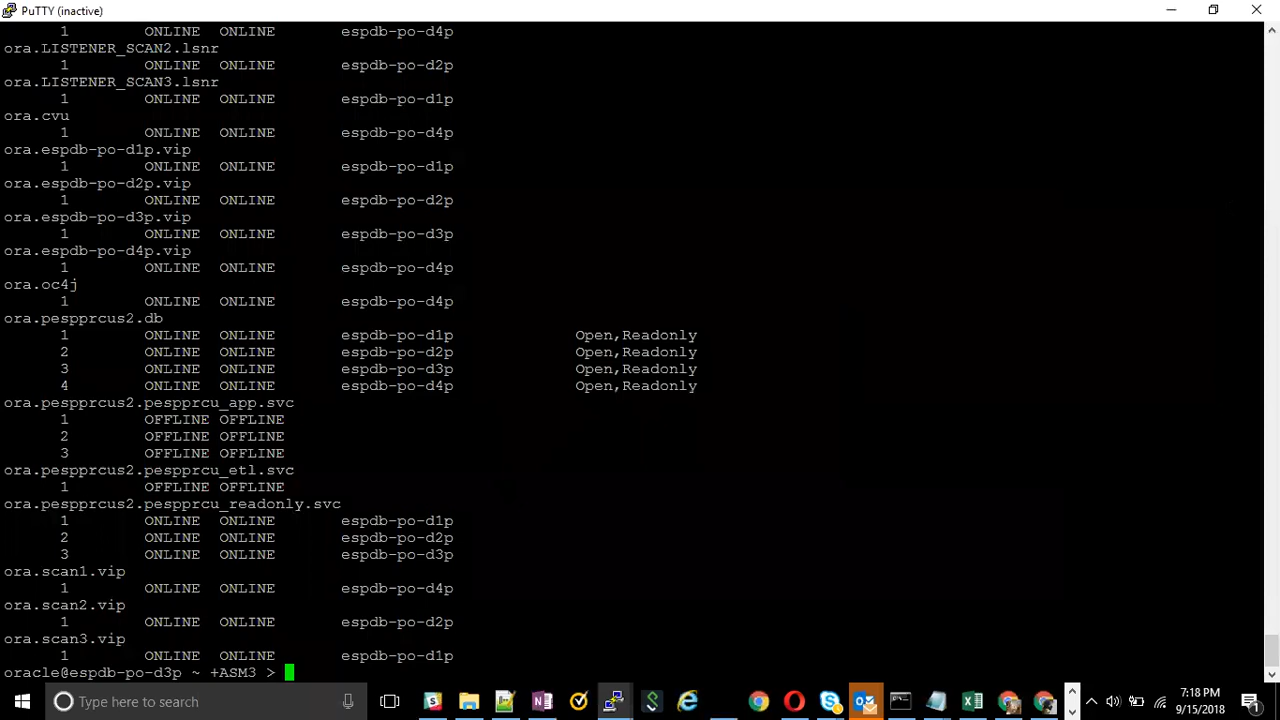 PuTTY (inactive)
1 ONLINE ONLINE espdb-po-d4p
ora.LISTENER_SCAN2.lsnr
1 ONLINE ONLINE espdb-po-d2p
ora.LISTENER_SCAN3.lsnr
1 ONLINE ONLINE espdb-po-d1p
ora.cvu
1 ONLINE ONLINE espdb-po-d4p
ora.espdb-po-d1p.vip
1 ONLINE ONLINE espdb-po-d1p
ora.espdb-po-d2p.vip
1 ONLINE ONLINE espdb-po-d2p
ora.espdb-po-d3p.vip
1 ONLINE ONLINE espdb-po-d3p
ora.espdb-po-d4p.vip
1 ONLINE ONLINE espdb-po-d4p
ora.oc4j
1 ONLINE ONLINE espdb-po-d4p
ora.pespprcus2.db
1 ONLINE ONLINE espdb-po-d1p Open,Readonly
2 ONLINE ONLINE espdb-po-d2p Open,Readonly
3 ONLINE ONLINE espdb-po-d3p Open,Readonly
4 ONLINE ONLINE espdb-po-d4p Open,Readonly
ora.pespprcus2.pespprcu_app.svc
1 OFFLINE OFFLINE
2 OFFLINE OFFLINE
3 OFFLINE OFFLINE
ora.pespprcus2.pespprcu_etl.svc
1 OFFLINE OFFLINE
ora.pespprcus2.pespprcu_readonly.svc
1 ONLINE ONLINE espdb-po-d1p
2 ONLINE ONLINE espdb-po-d2p
3 ONLINE ONLINE espdb-po-d3p
ora.scan1.vip
1 ONLINE ONLINE espdb-po-d4p
ora.scan2.vip
1 ONLINE ONLINE espdb-po-d2p
ora.scan3.vip
1 ONLINE ONLINE espdb-po-d1p
oracle@espdb-po-d3p ~ +ASM3 >
Type here to search
7:18 PM
9/15/2018